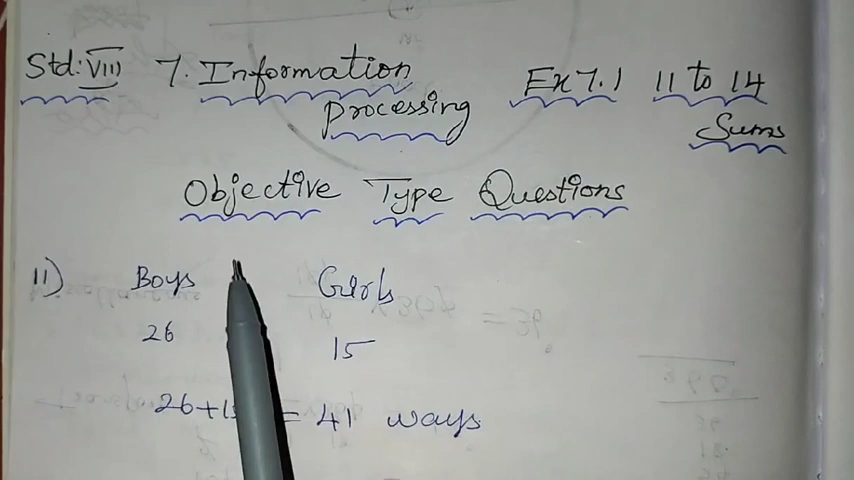 Std: VIII 7. Information Processing Ex 7.1 11 to 14 Sums
Objective Type Questions
11) Boys Girls
26 15
26+1 = 41 ways